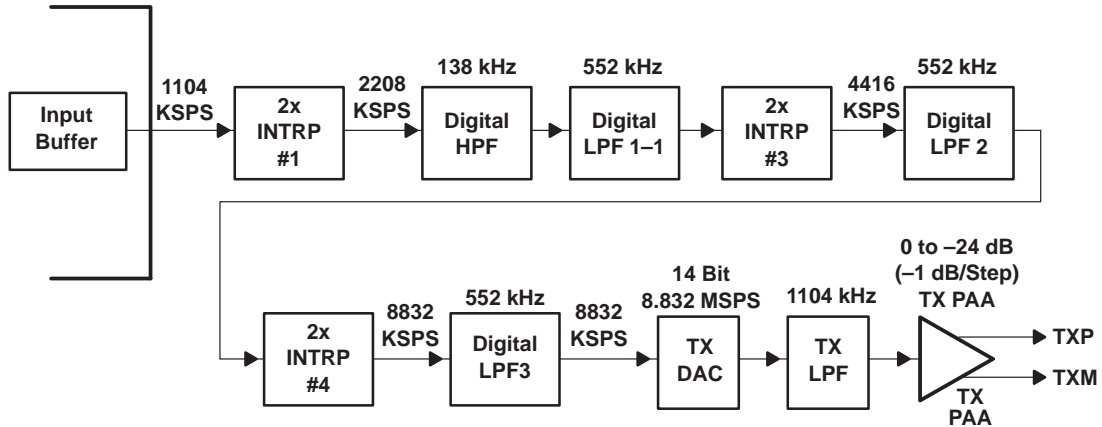 Input
Buffer
1104
KSPS
2x
INTRP
#1
2208
KSPS
138 kHz
Digital
HPF
552 kHz
Digital
LPF 1–1
2x
INTRP
#3
4416
KSPS
552 kHz
Digital
LPF 2
2x
INTRP
#4
8832
KSPS
552 kHz
Digital
LPF3
8832
KSPS
14 Bit
8.832 MSPS
TX
DAC
1104 kHz
TX
LPF
0 to –24 dB
(–1 dB/Step)
TX PAA
TX
PAA
TXP
TXM